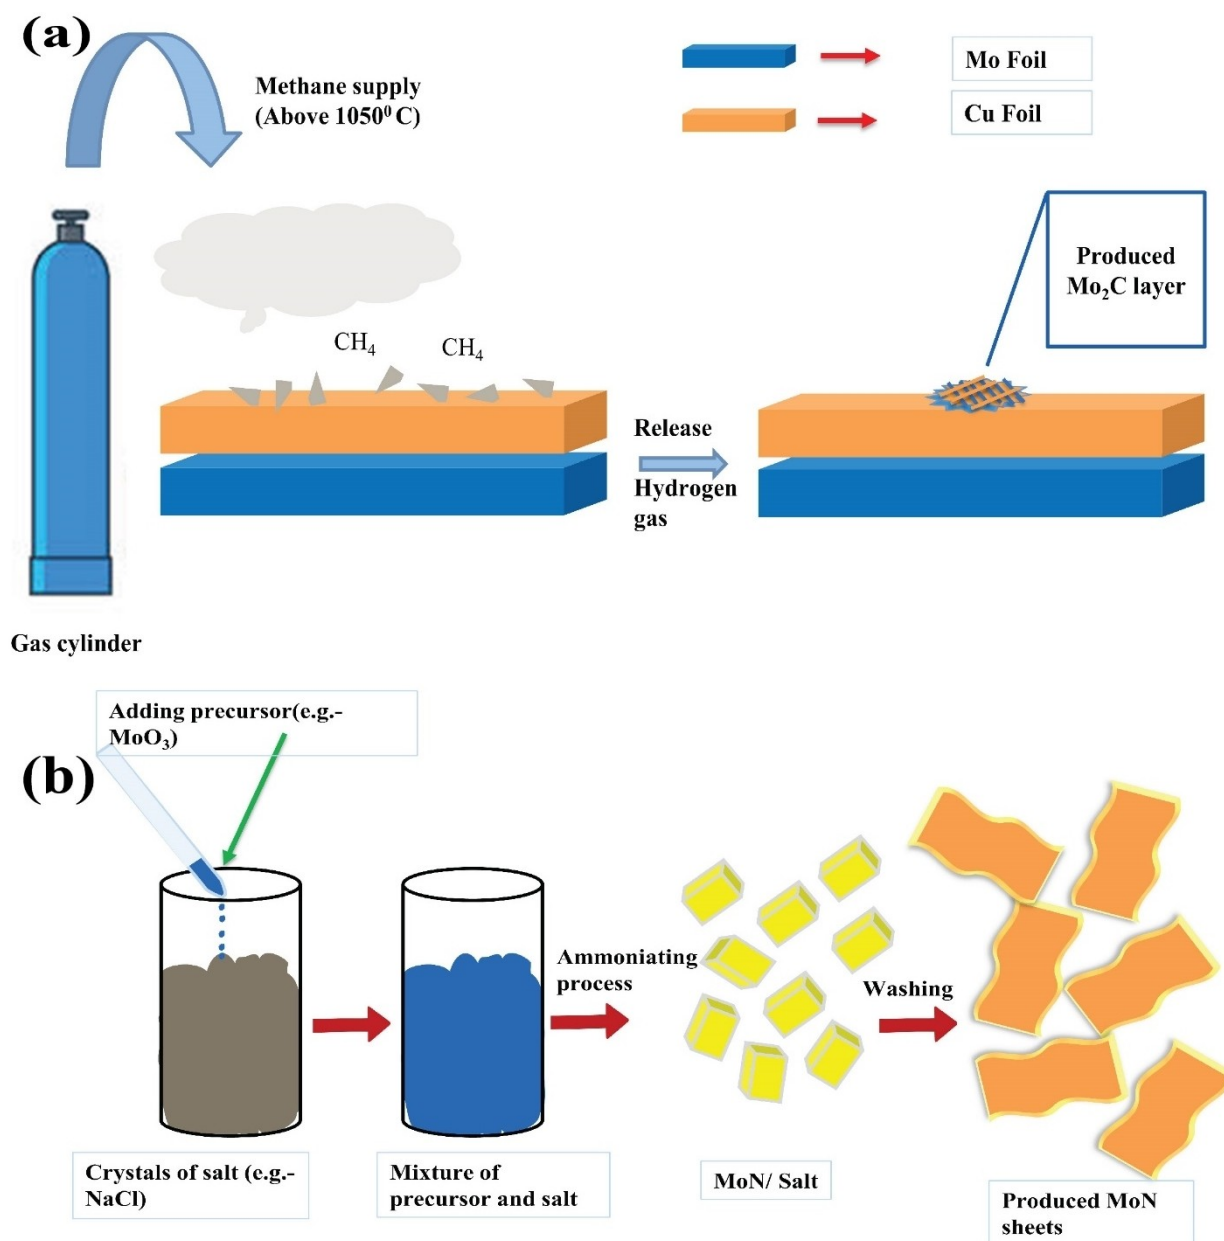 (a)
Methane supply
(Above 1050⁰ C)
Mo Foil
Cu Foil
Produced
Mo₂C layer
CH₄
CH₄
Release
Hydrogen
gas
Gas cylinder
(b)
Adding precursor(e.g.-
MoO₃)
Ammoniating
process
Washing
Crystals of salt (e.g.-
NaCl)
Mixture of
precursor and salt
MoN/ Salt
Produced MoN
sheets